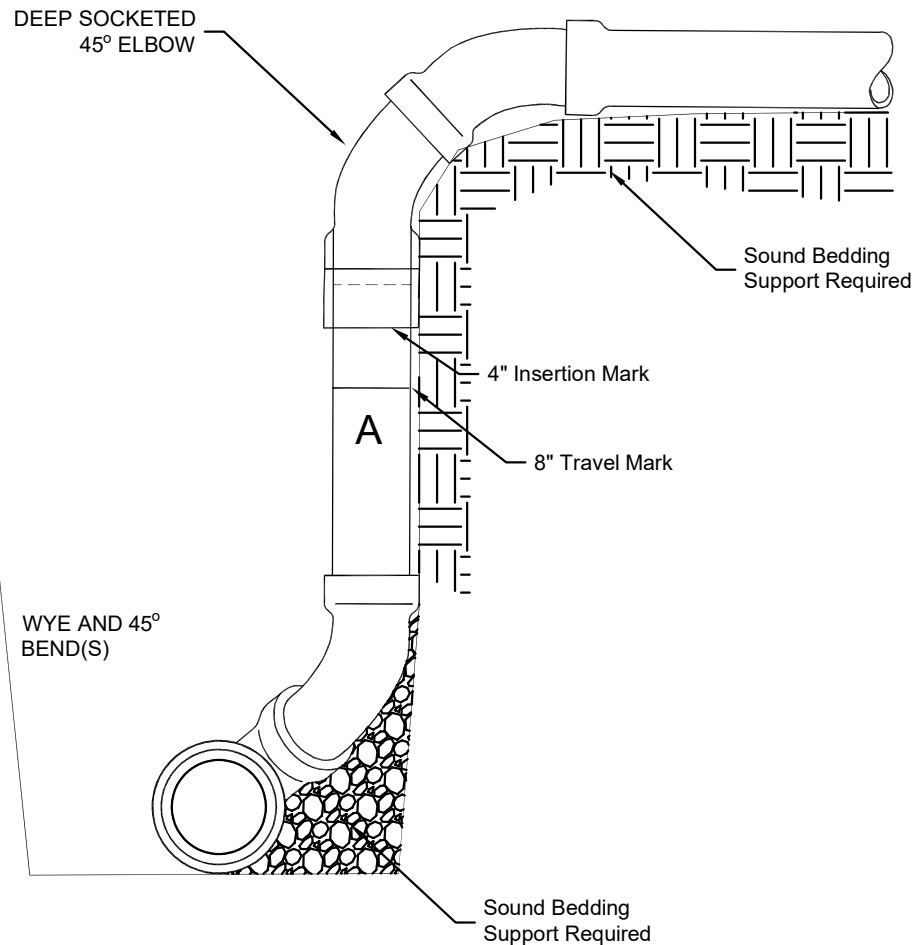 DEEP SOCKETED
45° ELBOW
Sound Bedding
Support Required
4" Insertion Mark
A
8" Travel Mark
WYE AND 45°
BEND(S)
Sound Bedding
Support Required